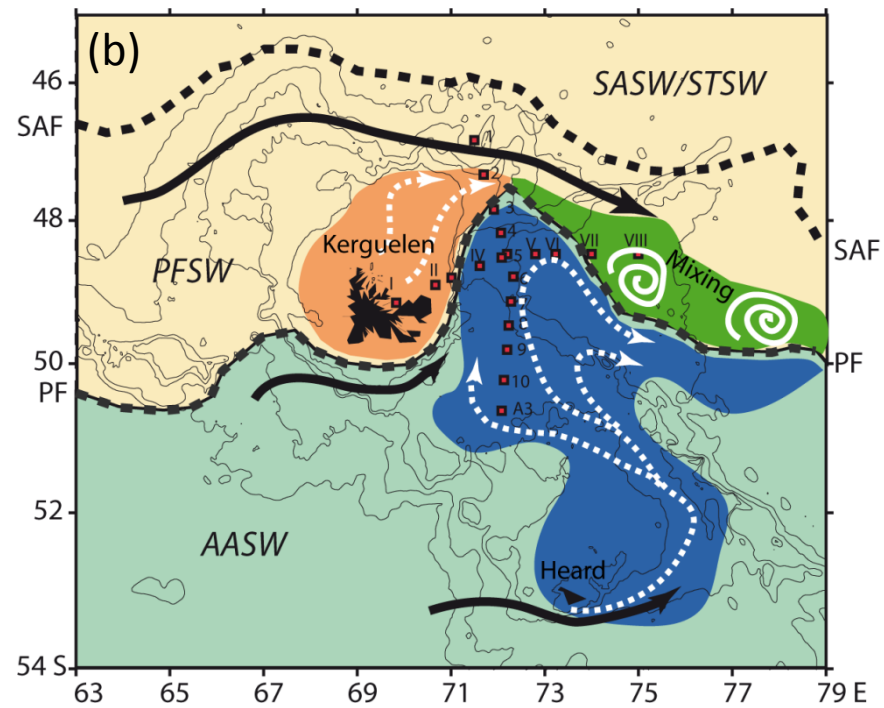 (b)
46
SAF
SASW/STSW
1
2
48
3
4
SAF
Kerguelen
IV
5
V
VI
VII
VIII
PFSW
II
Mixing
I
50
9
PF
PF
10
A3
52
AASW
Heard
54 S
63
65
67
69
71
73
75
77
79 E